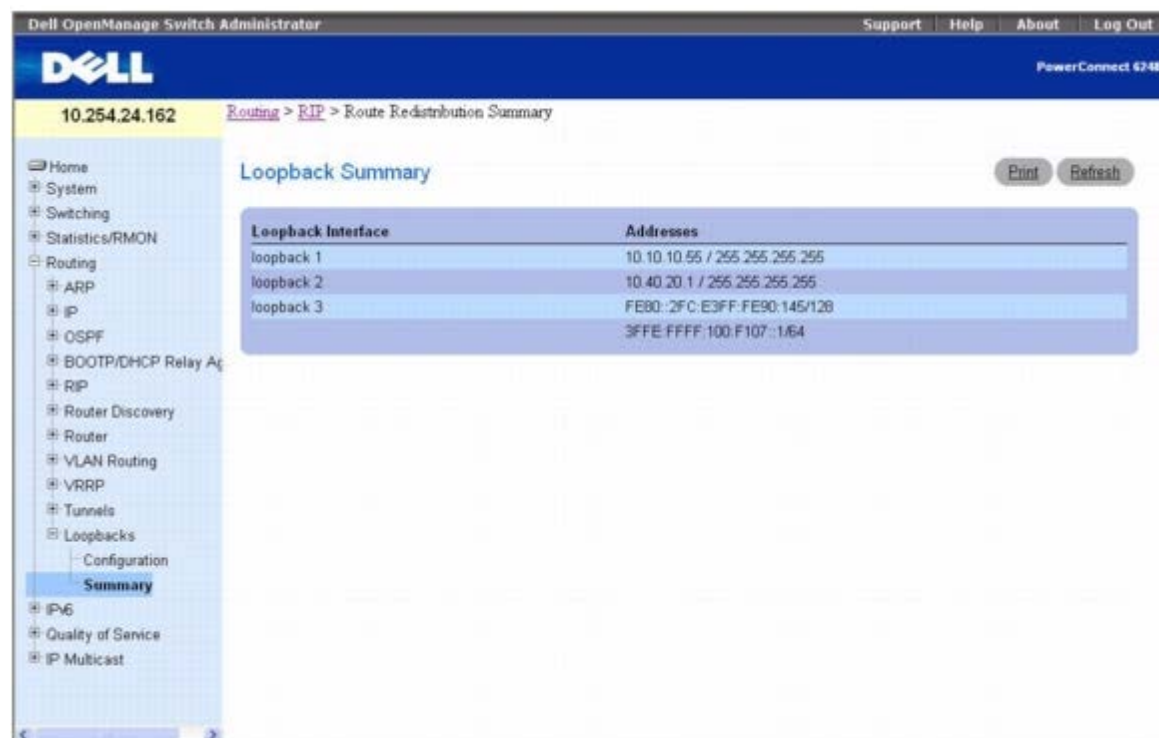 Dell OpenManage Switch Administrator
Support Help About Log Out
DELL
PowerConnect 6248
10.254.24.162
Routing > RIP > Route Redistribution Summary
Home
System
Switching
Statistics/RMON
Routing
ARP
IP
OSPF
BOOTP/DHCP Relay Ag
RIP
Router Discovery
Router
VLAN Routing
VRRP
Tunnels
Loopbacks
Configuration
Summary
IPv6
Quality of Service
IP Multicast
Loopback Summary
Print Refresh
Loopback Interface Addresses
loopback 1 10.10.10.55 / 255.255.255.255
loopback 2 10.40.20.1 / 255.255.255.255
loopback 3 FE80::2FC:E3FF:FE90:145/128
3FFE:FFFF:100:F107::1/64